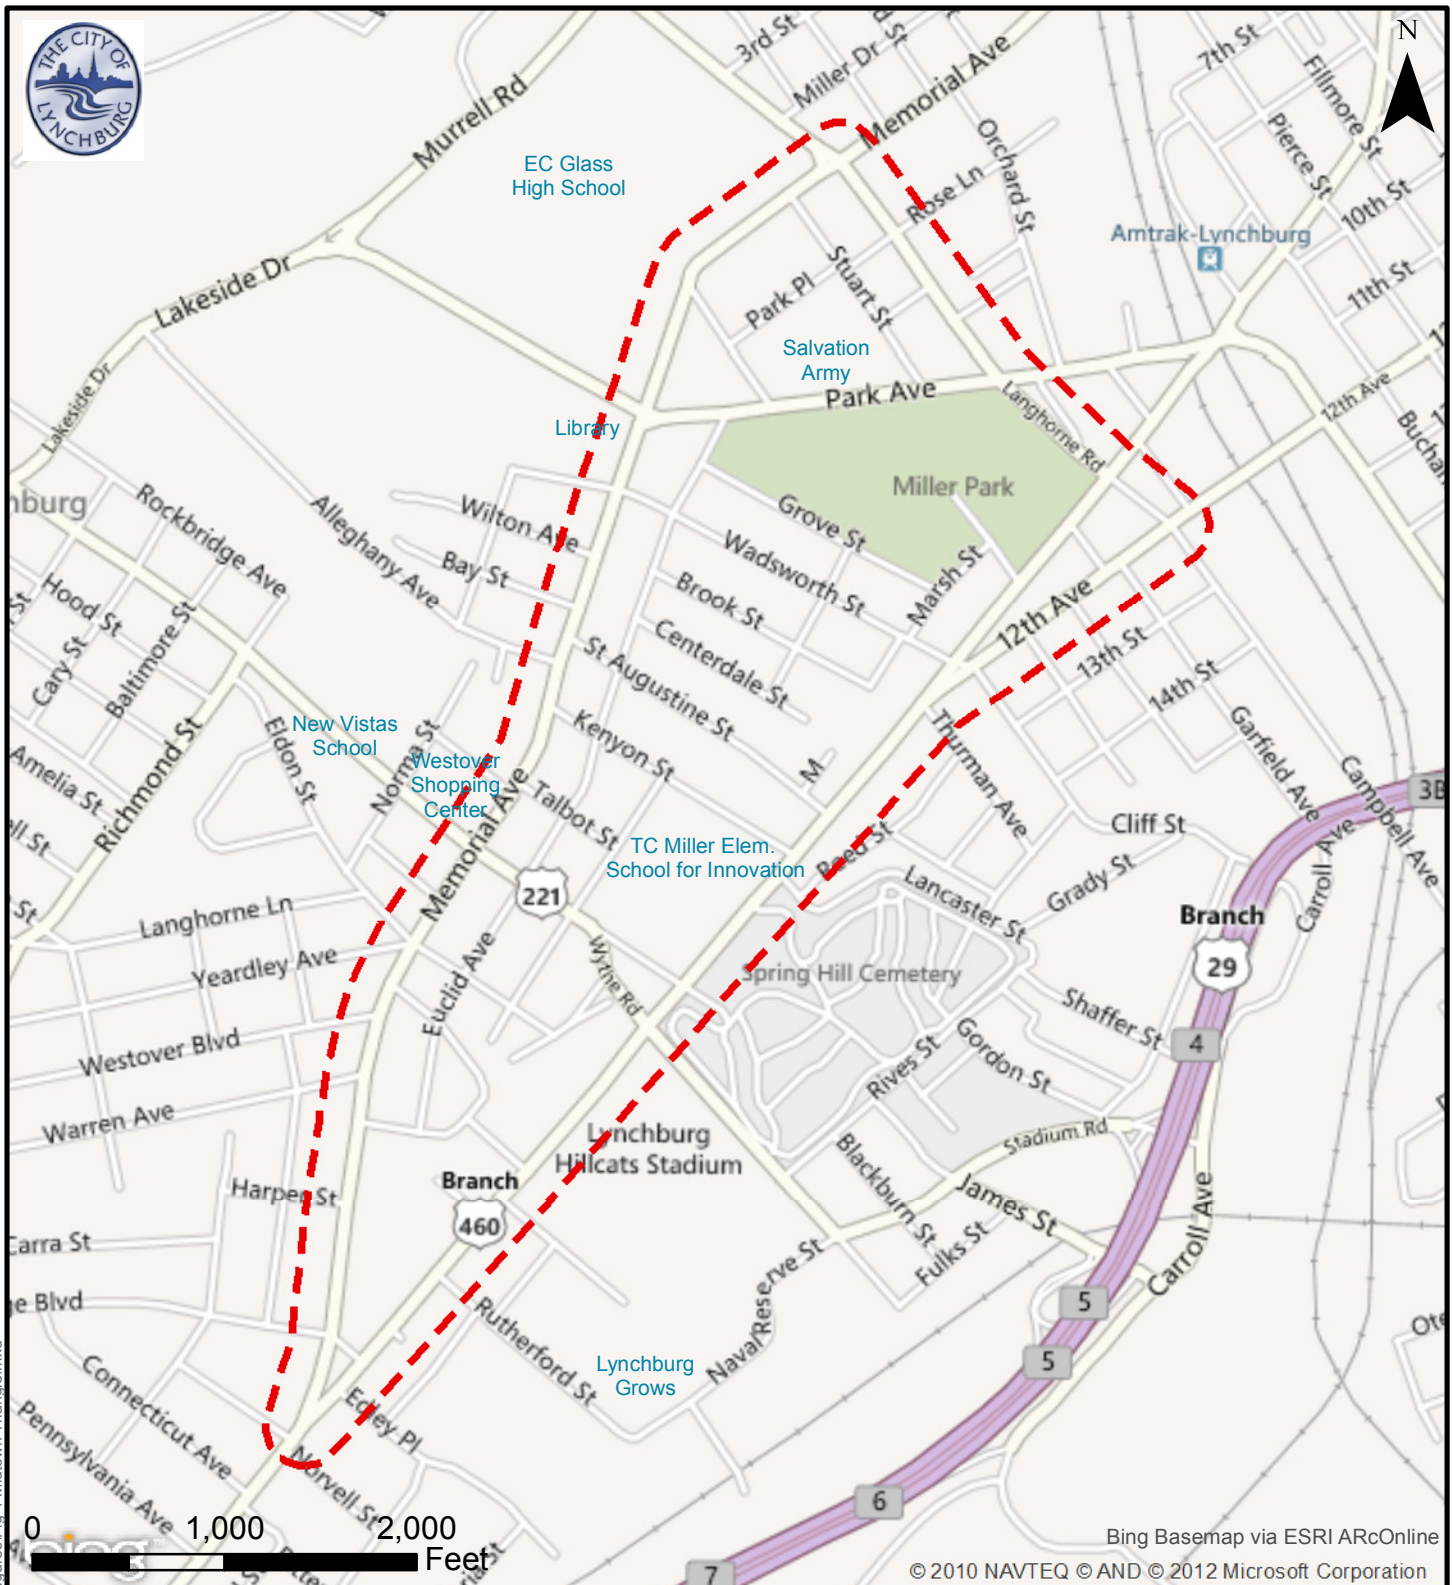 THE CITY OF
LYNCHBURG
N
3rd St
Miller Dr
Memorial Ave
7th St
Fillmore St
Pierce St
10th St
11th St
Murrell Rd
EC Glass
High School
Orchard St
Rose Ln
Amtrak-Lynchburg
Lakeside Dr
Stuart St
Park Pl
Salvation
Army
Park Ave
Langhorne Rd
12th Ave
Lakeside Dr
Library
Miller Park
Rockbridge Ave
Alleghany Ave
Wilton Ave
Bay St
Grove St
Wadsworth St
Marsh St
Brook St
Centerdale St
12th Ave
13th St
14th St
Hood St
Cary St
Baltimore St
St Augustine St
Kenyon St
New Vistas
School
Eldon St
Norma St
Westover
Shopping
Center
Memorial Ave
Talbot St
Amelia St
Richmond St
M
Thurman Ave
Garfield Ave
Campbell Ave
3B
TC Miller Elem.
School for Innovation
Reed St
Cliff St
Grady St
Carroll Ave
Lancaster St
221
Langhorne Ln
Yeardley Ave
Euclid Ave
Wythe Rd
Spring Hill Cemetery
Branch
29
Shaffer St
4
Westover Blvd
Warren Ave
Rives St
Gordon St
Lynchburg
Hillcats Stadium
Stadium Rd
Blackburn St
James St
Fulks St
Carroll Ave
Harper St
Branch
460
Naval Reserve St
5
5
Rutherford St
Lynchburg
Grows
Connecticut Ave
Pennsylvania Ave
Edley Pl
Norvell St
6
7
0 1,000 2,000
Feet
bing
Bing Basemap via ESRI ARcOnline
© 2010 NAVTEQ © AND © 2012 Microsoft Corporation